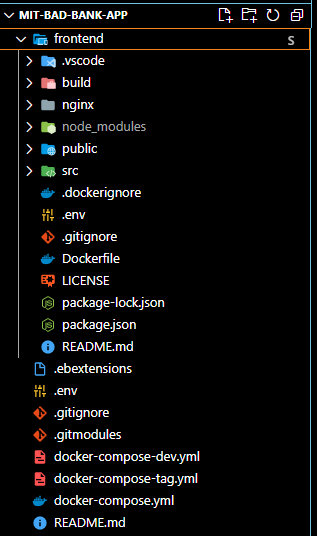 MIT-BAD-BANK-APP
frontend S
.vscode
build
nginx
node_modules
public
src
.dockerignore
.env
.gitignore
Dockerfile
LICENSE
package-lock.json
package.json
README.md
.ebextensions
.env
.gitignore
.gitmodules
docker-compose-dev.yml
docker-compose-tag.yml
docker-compose.yml
README.md